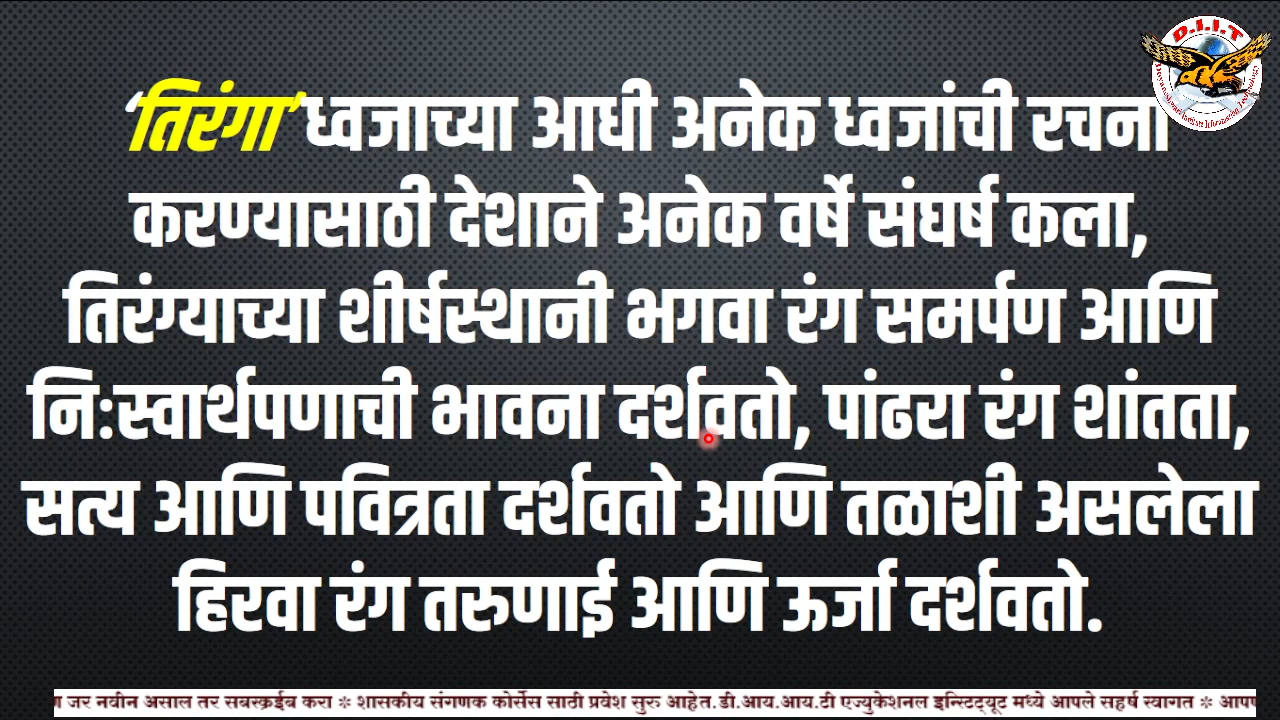 ‘तिरंगा’ ध्वजाच्या आधी अनेक ध्वजांची रचना
करण्यासाठी देशाने अनेक वर्षे संघर्ष कला,
तिरंग्याच्या शीर्षस्थानी भगवा रंग समर्पण आणि
निःस्वार्थपणाची भावना दर्शवतो, पांढरा रंग शांतता,
सत्य आणि पवित्रता दर्शवतो आणि तळाशी असलेला
हिरवा रंग तरुणाई आणि ऊर्जा दर्शवतो.
D.I.I.T
जर नवीन असाल तर सबस्क्रईब करा ❊ शासकीय संगणक कोर्सेस साठी प्रवेश सुरु आहेत.डी.आय.आय.टी एज्युकेशनल इन्स्टिट्यूट मध्ये आपले सहर्ष स्वागत ❊